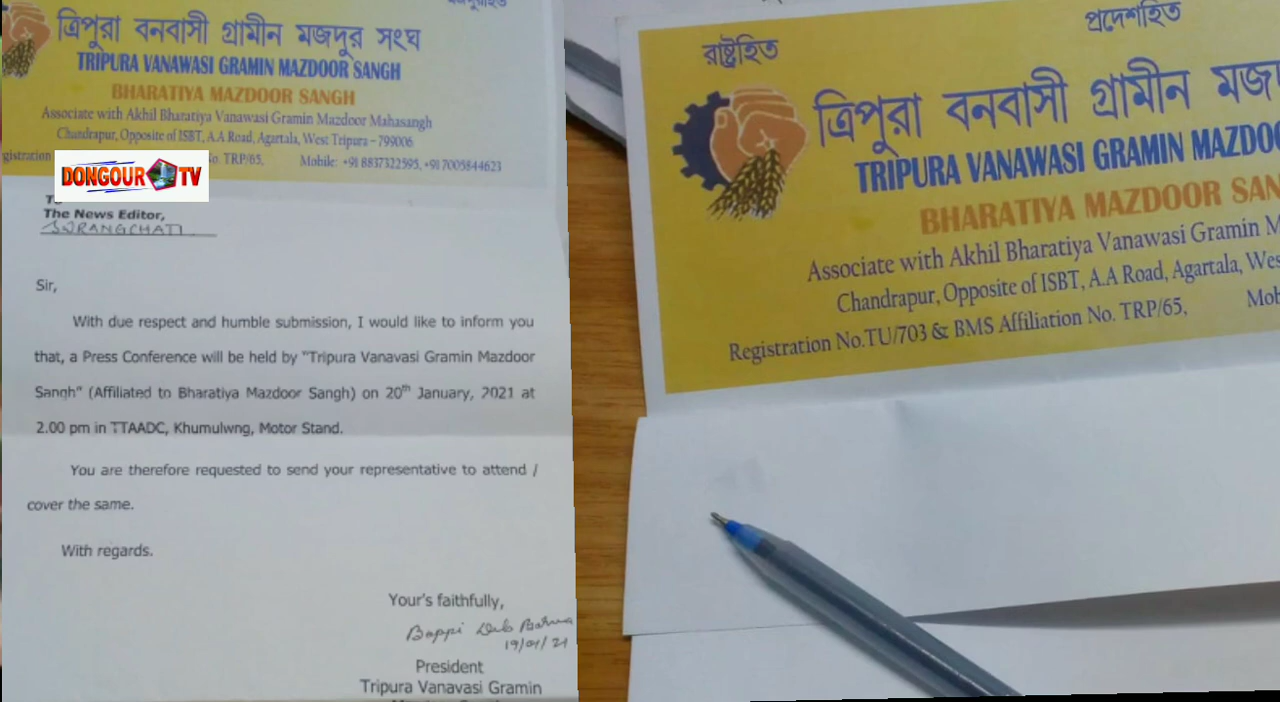 ত্রিপুরা বনবাসী গ্রামীন মজদুর সংঘ
TRIPURA VANAWASI GRAMIN MAZDOOR SANGH
BHARATIYA MAZDOOR SANGH
Associate with Akhil Bharatiya Vanawasi Gramin Mazdoor Mahasangh
Chandrapur, Opposite of ISBT, A.A Road, Agartala, West Tripura – 799006
No. TRP/65, Mobile: +91 8837322595, +91 7005844623
DONGOUR TV
To
The News Editor,
Sir,
With due respect and humble submission, I would like to inform you
that, a Press Conference will be held by "Tripura Vanavasi Gramin Mazdoor
Sangh" (Affiliated to Bharatiya Mazdoor Sangh) on 20th January, 2021 at
2.00 pm in TTAADC, Khumulwng, Motor Stand.
You are therefore requested to send your representative to attend /
cover the same.
With regards.
Your's faithfully,
Bappi Deb Barma
19/01/21
President
Tripura Vanavasi Gramin
রাষ্ট্রহিত
প্রদেশহিত
ত্রিপুরা বনবাসী গ্রামীন মজ
TRIPURA VANAWASI GRAMIN MAZDO
BHARATIYA MAZDOOR SAN
Associate with Akhil Bharatiya Vanawasi Gramin M
Chandrapur, Opposite of ISBT, A.A Road, Agartala, Wes
Registration No.TU/703 & BMS Affiliation No. TRP/65, Mob